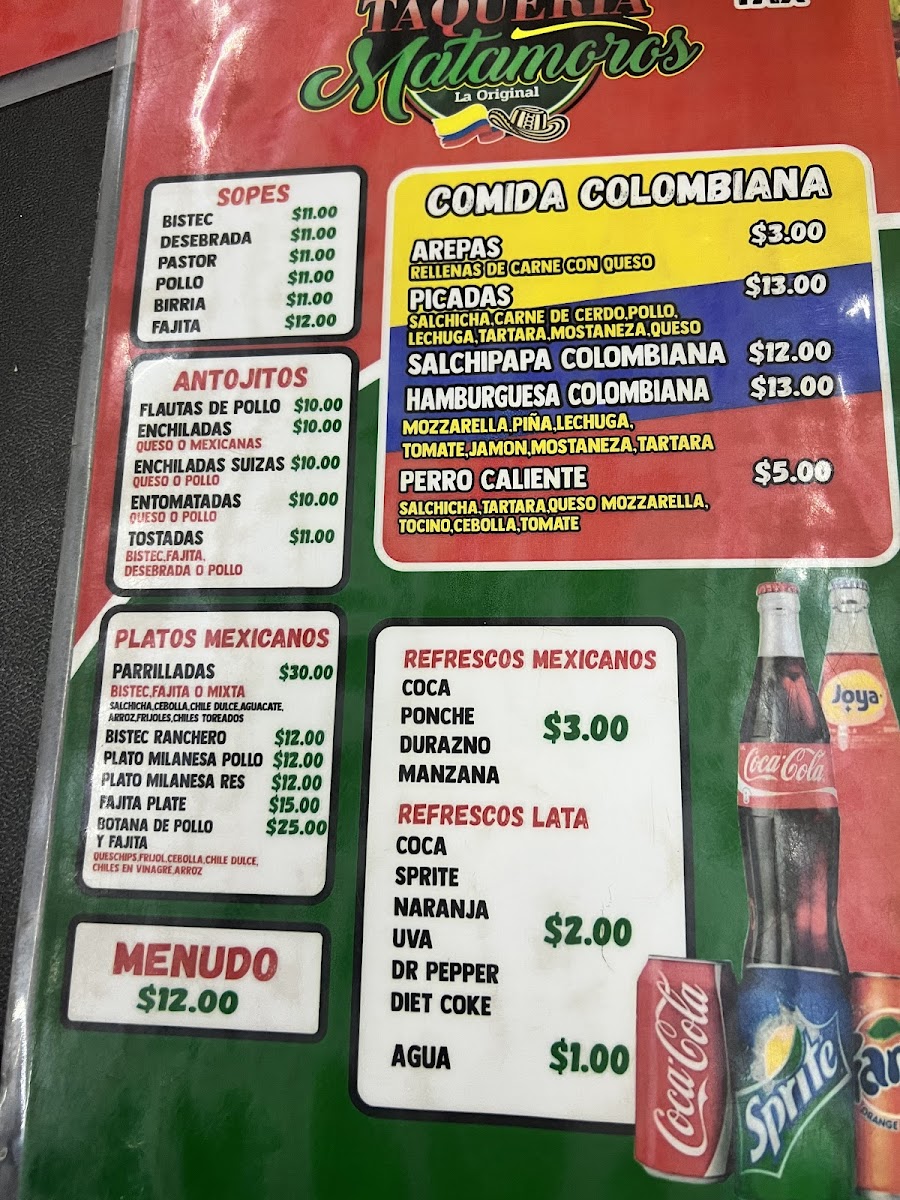 TAQUERIA
TAX
Matamoros
La Original
SOPES
BISTEC $11.00
DESEBRADA $11.00
PASTOR $11.00
POLLO $11.00
BIRRIA $11.00
FAJITA $12.00
ANTOJITOS
FLAUTAS DE POLLO $10.00
ENCHILADAS $10.00
QUESO O MEXICANAS
ENCHILADAS SUIZAS $10.00
QUESO O POLLO
ENTOMATADAS $10.00
QUESO O POLLO
TOSTADAS $11.00
BISTEC,FAJITA,
DESEBRADA O POLLO
PLATOS MEXICANOS
PARRILLADAS $30.00
BISTEC,FAJITA O MIXTA
SALCHICHA,CEBOLLA,CHILE DULCE,AGUACATE,
ARROZ,FRIJOLES,CHILES TOREADOS
BISTEC RANCHERO $12.00
PLATO MILANESA POLLO $12.00
PLATO MILANESA RES $12.00
FAJITA PLATE $15.00
BOTANA DE POLLO $25.00
Y FAJITA
QUESCHIPS,FRIJOL,CEBOLLA,CHILE DULCE,
CHILES EN VINAGRE,ARROZ
MENUDO
$12.00
COMIDA COLOMBIANA
AREPAS $3.00
RELLENAS DE CARNE CON QUESO
PICADAS $13.00
SALCHICHA,CARNE DE CERDO,POLLO,
LECHUGA,TARTARA,MOSTANEZA,QUESO
SALCHIPAPA COLOMBIANA $12.00
HAMBURGUESA COLOMBIANA $13.00
MOZZARELLA,PIÑA,LECHUGA,
TOMATE,JAMON,MOSTANEZA,TARTARA
PERRO CALIENTE $5.00
SALCHICHA,TARTARA,QUESO MOZZARELLA,
TOCINO,CEBOLLA,TOMATE
REFRESCOS MEXICANOS
COCA
PONCHE
$3.00
DURAZNO
MANZANA
REFRESCOS LATA
COCA
SPRITE
NARANJA
UVA $2.00
DR PEPPER
DIET COKE
AGUA $1.00
Joya
Coca-Cola
Coca-Cola
Sprite
ORANGE